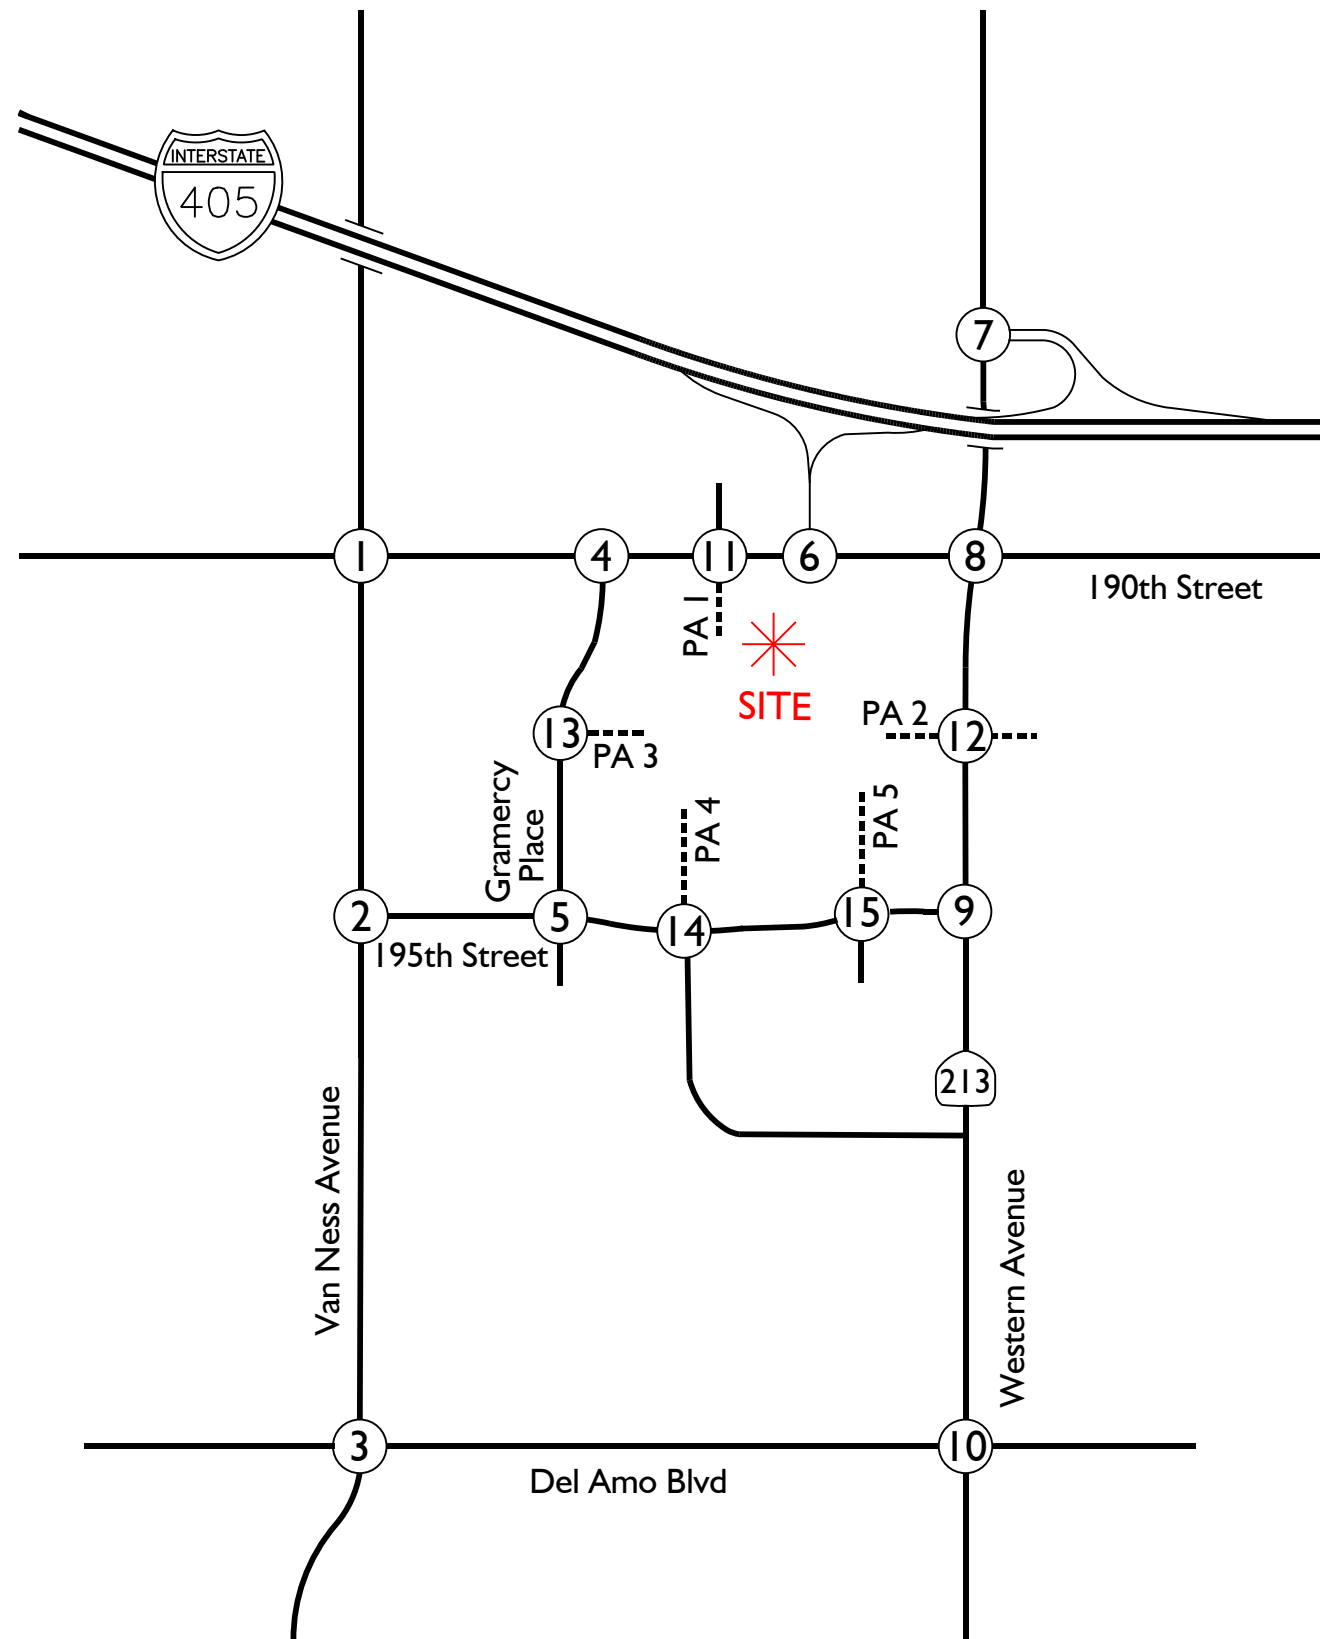 INTERSTATE
405
7
1
4
11
6
8
190th Street
PA 1
SITE
PA 2
12
13
PA 3
Gramercy
Place
PA 4
PA 5
2
5
14
15
9
195th Street
213
Van Ness Avenue
Western Avenue
3
10
Del Amo Blvd